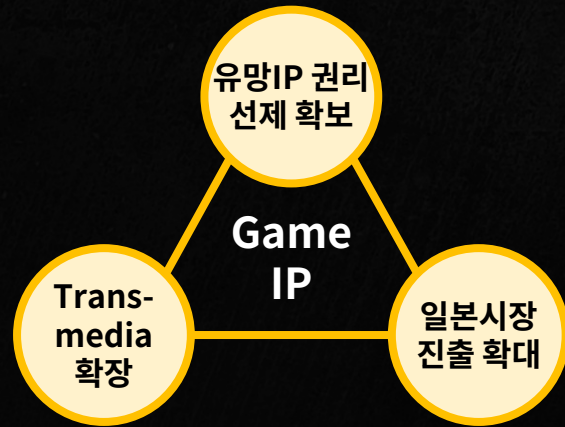 유망IP 권리
선제 확보
Game
IP
Trans-
media
확장
일본시장
진출 확대